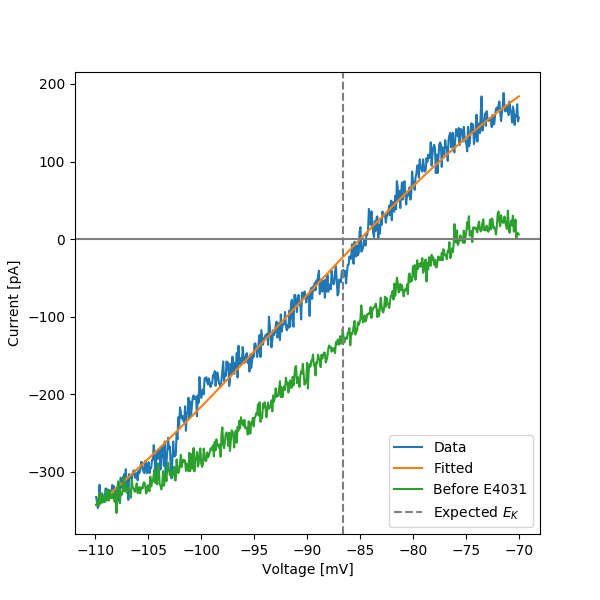 200
100
0
−100
−200
−300
Current [pA]
−110 −105 −100 −95 −90 −85 −80 −75 −70
Voltage [mV]
Data
Fitted
Before E4031
Expected E_K